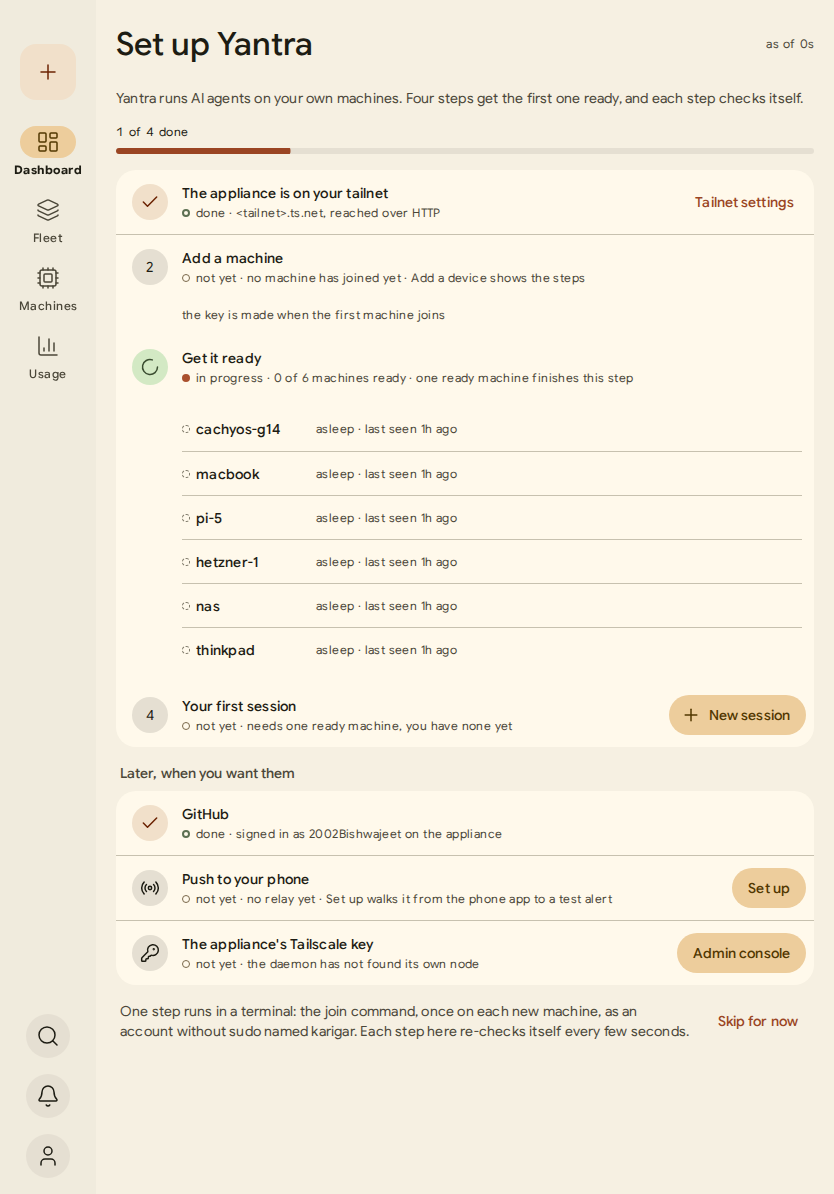 Set up Yantra
as of 0s
Yantra runs AI agents on your own machines. Four steps get the first one ready, and each step checks itself.
1 of 4 done
Dashboard
Fleet
Machines
Usage
The appliance is on your tailnet
done · <tailnet>.ts.net, reached over HTTP
Tailnet settings
2
Add a machine
not yet · no machine has joined yet · Add a device shows the steps
the key is made when the first machine joins
Get it ready
in progress · 0 of 6 machines ready · one ready machine finishes this step
cachyos-g14 asleep · last seen 1h ago
macbook asleep · last seen 1h ago
pi-5 asleep · last seen 1h ago
hetzner-1 asleep · last seen 1h ago
nas asleep · last seen 1h ago
thinkpad asleep · last seen 1h ago
4
Your first session
not yet · needs one ready machine, you have none yet
New session
Later, when you want them
GitHub
done · signed in as 2002Bishwajeet on the appliance
Push to your phone
not yet · no relay yet · Set up walks it from the phone app to a test alert
Set up
The appliance's Tailscale key
not yet · the daemon has not found its own node
Admin console
One step runs in a terminal: the join command, once on each new machine, as an
account without sudo named karigar. Each step here re-checks itself every few seconds.
Skip for now